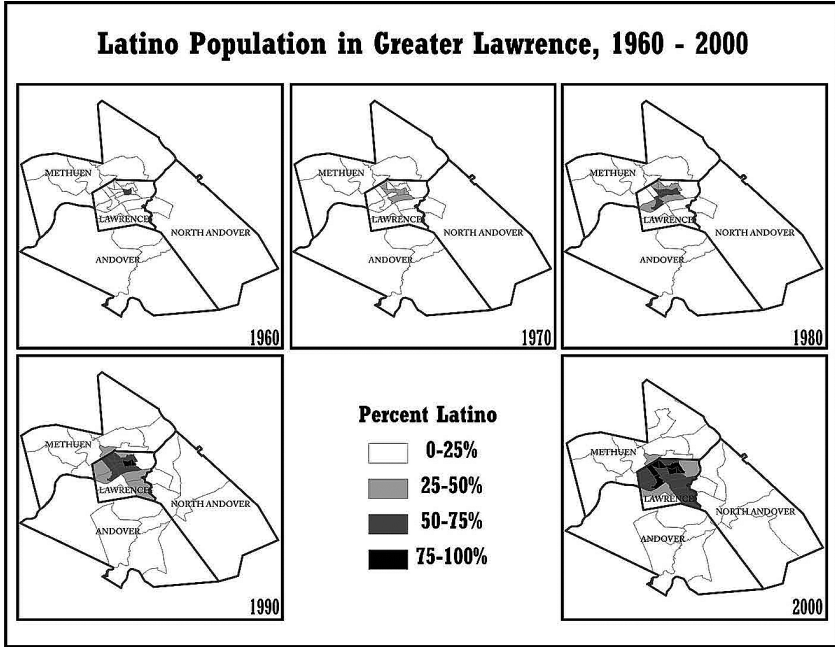 Latino Population in Greater Lawrence, 1960 - 2000
METHUEN
LAWRENCE
NORTH ANDOVER
ANDOVER
1960
METHUEN
LAWRENCE
NORTH ANDOVER
ANDOVER
1970
METHUEN
LAWRENCE
NORTH ANDOVER
ANDOVER
1980
METHUEN
LAWRENCE
NORTH ANDOVER
ANDOVER
1990
Percent Latino
0-25%
25-50%
50-75%
75-100%
METHUEN
LAWRENCE
NORTH ANDOVER
ANDOVER
2000